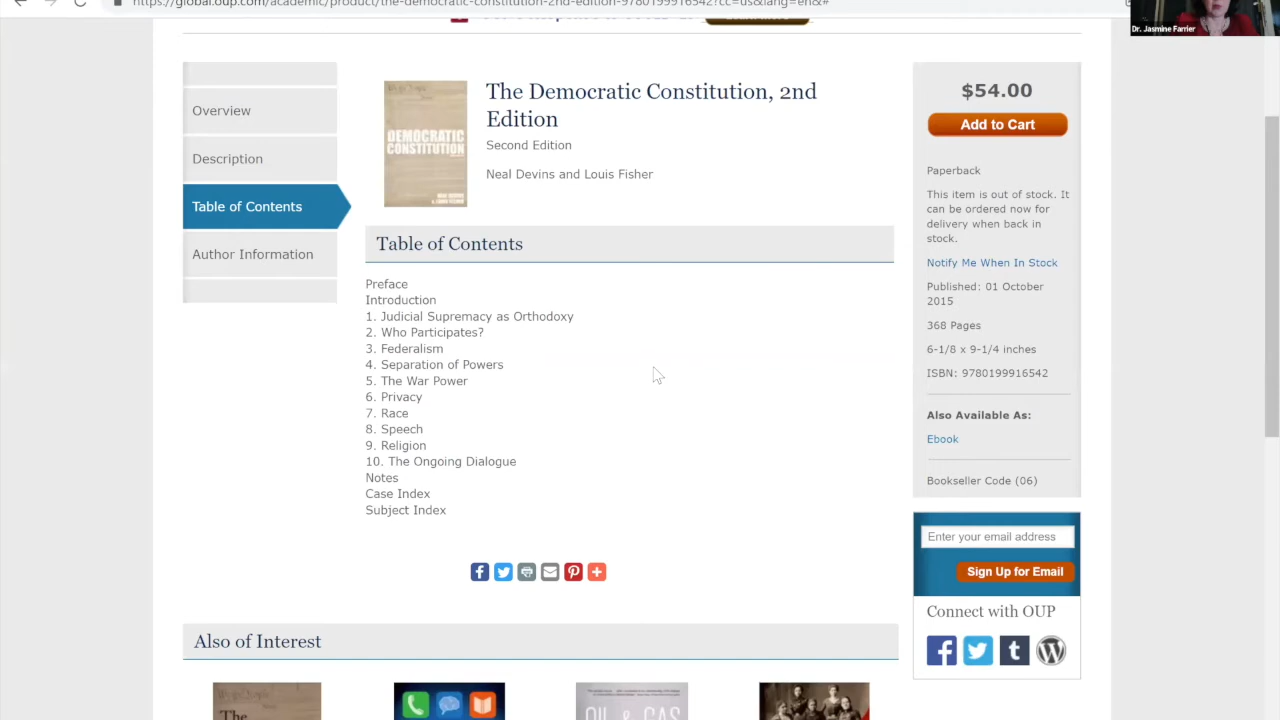 https://global.oup.com/academic/product/the-democratic-constitution-2nd-edition-9780199916542?cc=us&lang=en&#
Dr. Jasmine Farrier
Overview
Description
Table of Contents
Author Information
DEMOCRATIC
CONSTITUTION
The Democratic Constitution, 2nd
Edition
Second Edition
Neal Devins and Louis Fisher
Table of Contents
Preface
Introduction
1. Judicial Supremacy as Orthodoxy
2. Who Participates?
3. Federalism
4. Separation of Powers
5. The War Power
6. Privacy
7. Race
8. Speech
9. Religion
10. The Ongoing Dialogue
Notes
Case Index
Subject Index
Also of Interest
The
OIL & GAS
$54.00
Add to Cart
Paperback
This item is out of stock. It
can be ordered now for
delivery when back in
stock.
Notify Me When In Stock
Published: 01 October
2015
368 Pages
6-1/8 x 9-1/4 inches
ISBN: 9780199916542
Also Available As:
Ebook
Bookseller Code (06)
Enter your email address
Sign Up for Email
Connect with OUP